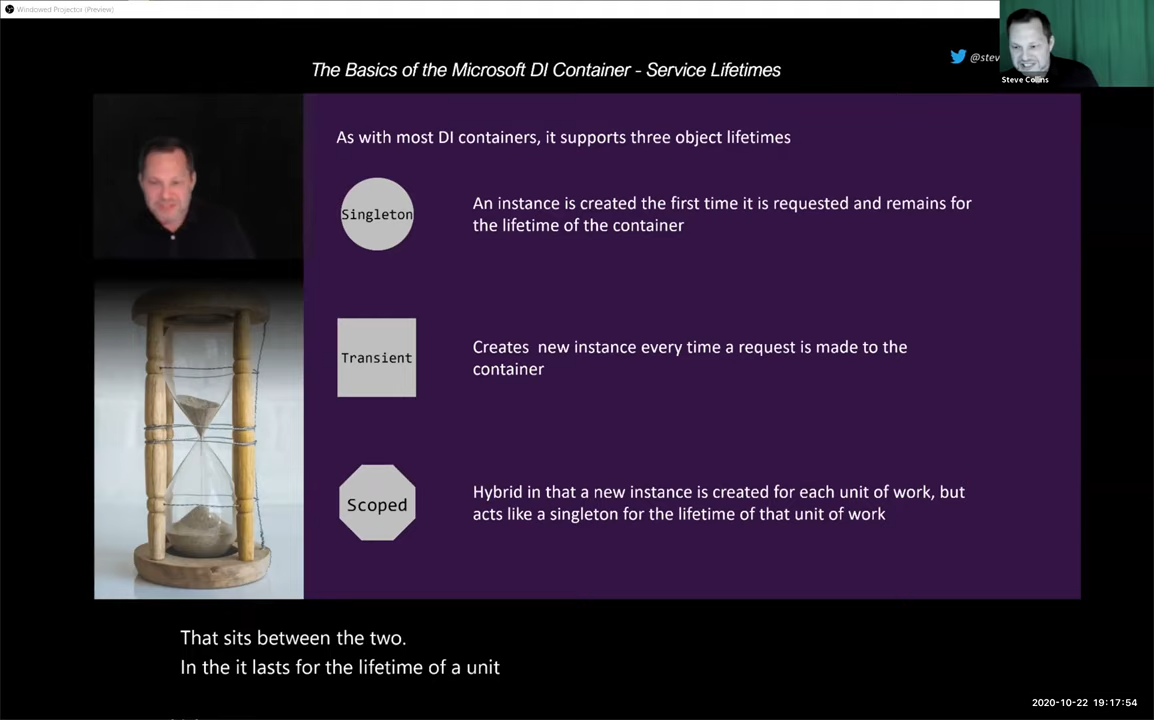 Windowed Projector (Preview)
The Basics of the Microsoft DI Container - Service Lifetimes
@stev
Steve Collins
As with most DI containers, it supports three object lifetimes
Singleton
An instance is created the first time it is requested and remains for
the lifetime of the container
Transient
Creates new instance every time a request is made to the
container
Scoped
Hybrid in that a new instance is created for each unit of work, but
acts like a singleton for the lifetime of that unit of work
That sits between the two.
In the it lasts for the lifetime of a unit
2020-10-22 19:17:54